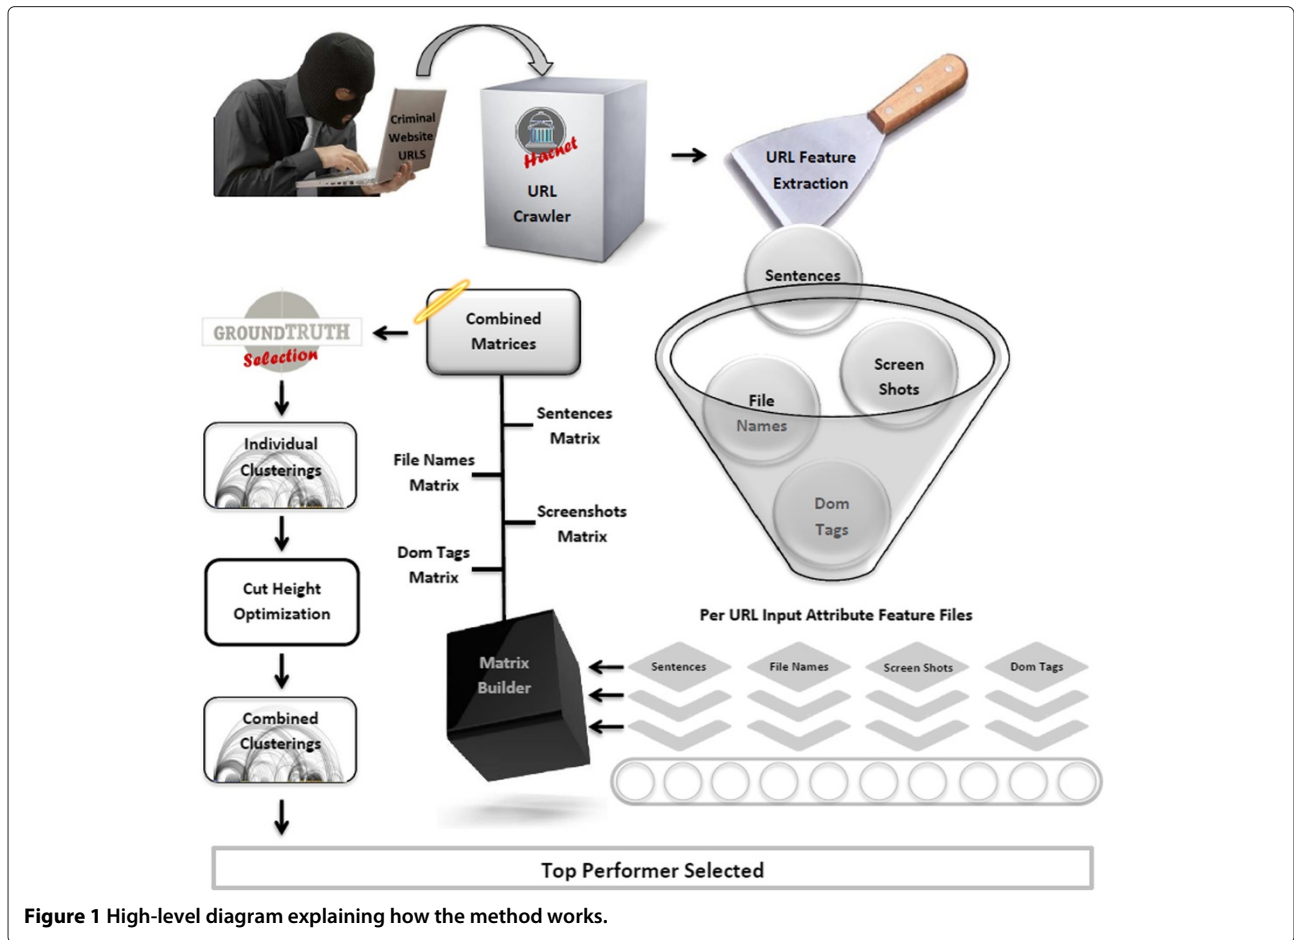 Criminal
Website
URLS
Hacnet
URL
Crawler
URL Feature
Extraction
Sentences
Screen
Shots
File
Names
Dom
Tags
Combined
Matrices
GROUNDTRUTH
Selection
Sentences
Matrix
File Names
Matrix
Screenshots
Matrix
Dom Tags
Matrix
Individual
Clusterings
Cut Height
Optimization
Combined
Clusterings
Per URL Input Attribute Feature Files
Matrix
Builder
Sentences
File Names
Screen Shots
Dom Tags
Top Performer Selected
Figure 1 High-level diagram explaining how the method works.